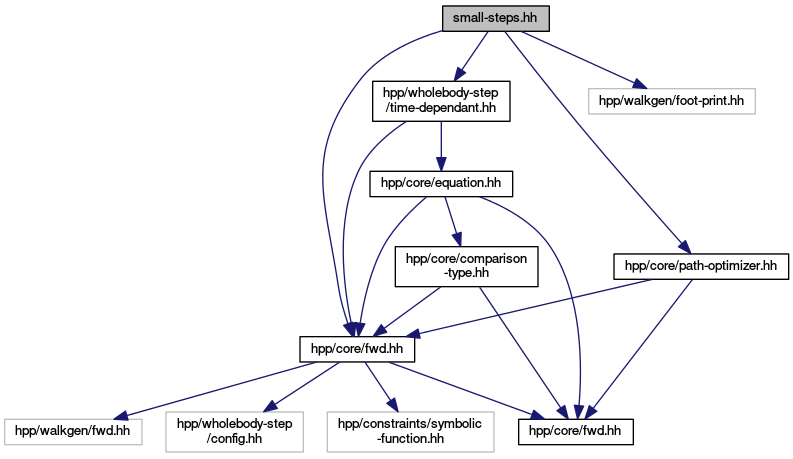 small-steps.hh
hpp/wholebody-step
/time-dependant.hh
hpp/walkgen/foot-print.hh
hpp/core/equation.hh
hpp/core/comparison
-type.hh
hpp/core/path-optimizer.hh
hpp/core/fwd.hh
hpp/walkgen/fwd.hh
hpp/wholebody-step
/config.hh
hpp/constraints/symbolic
-function.hh
hpp/core/fwd.hh